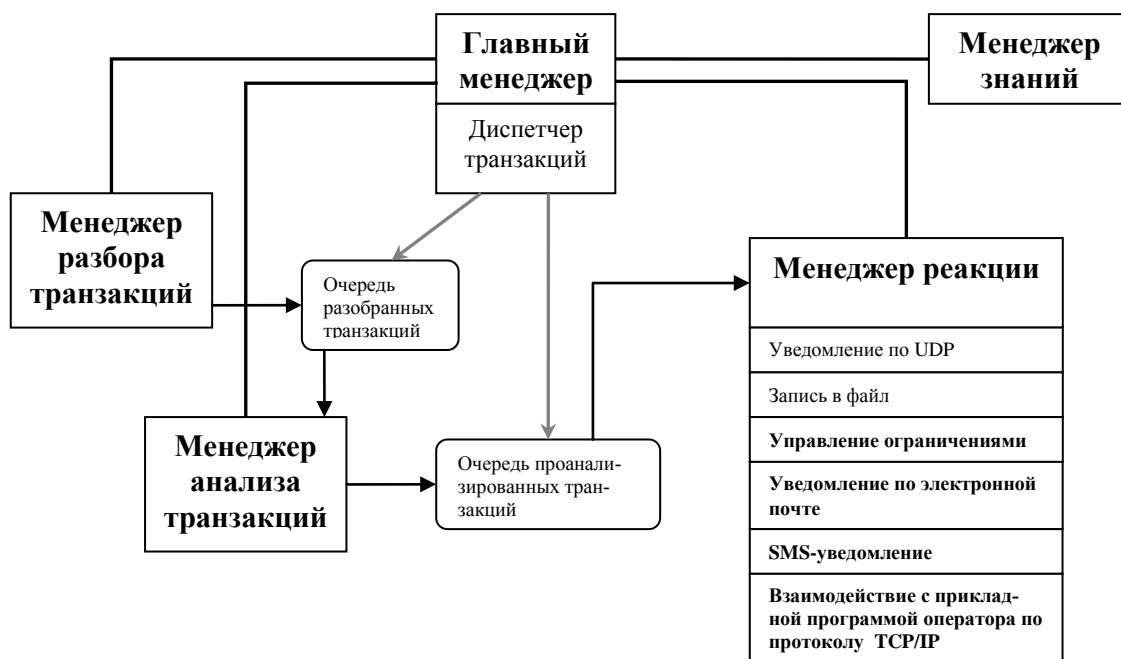 Главный
менеджер
Диспетчер
транзакций
Менеджер
знаний
Менеджер
разбора
транзакций
Очередь
разобранных
транзакций
Менеджер
анализа
транзакций
Очередь проанали-
зированных тран-
закций
Менеджер реакции
Уведомление по UDP
Запись в файл
Управление ограничениями
Уведомление по электронной
почте
SMS-уведомление
Взаимодействие с приклад-
ной программой оператора по
протоколу TCP/IP